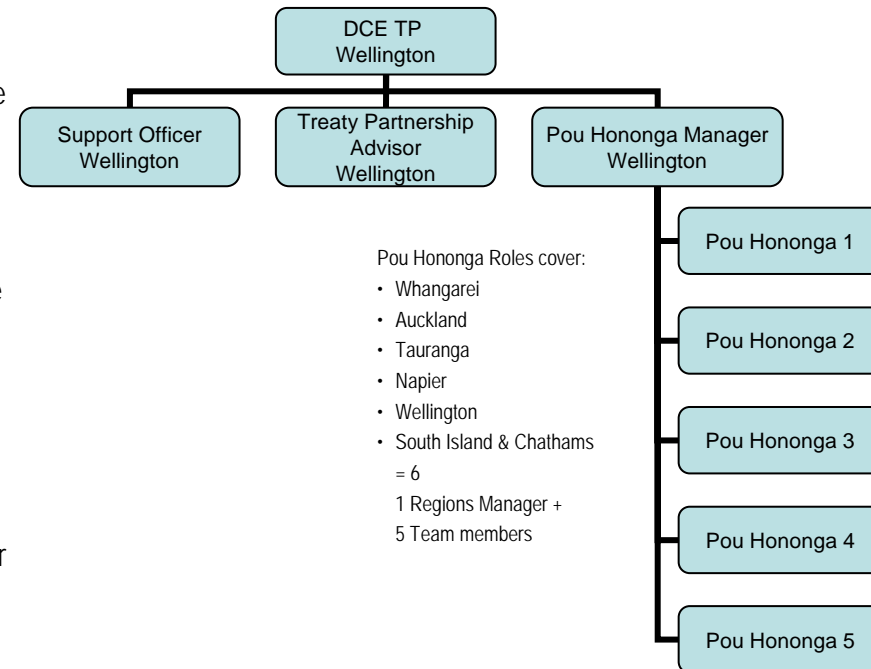 DCE TP
Wellington
Support Officer
Wellington
Treaty Partnership
Advisor
Wellington
Pou Hononga Manager
Wellington
Pou Hononga Roles cover:
• Whangarei
• Auckland
• Tauranga
• Napier
• Wellington
• South Island & Chathams
= 6
1 Regions Manager +
5 Team members
Pou Hononga 1
Pou Hononga 2
Pou Hononga 3
Pou Hononga 4
Pou Hononga 5